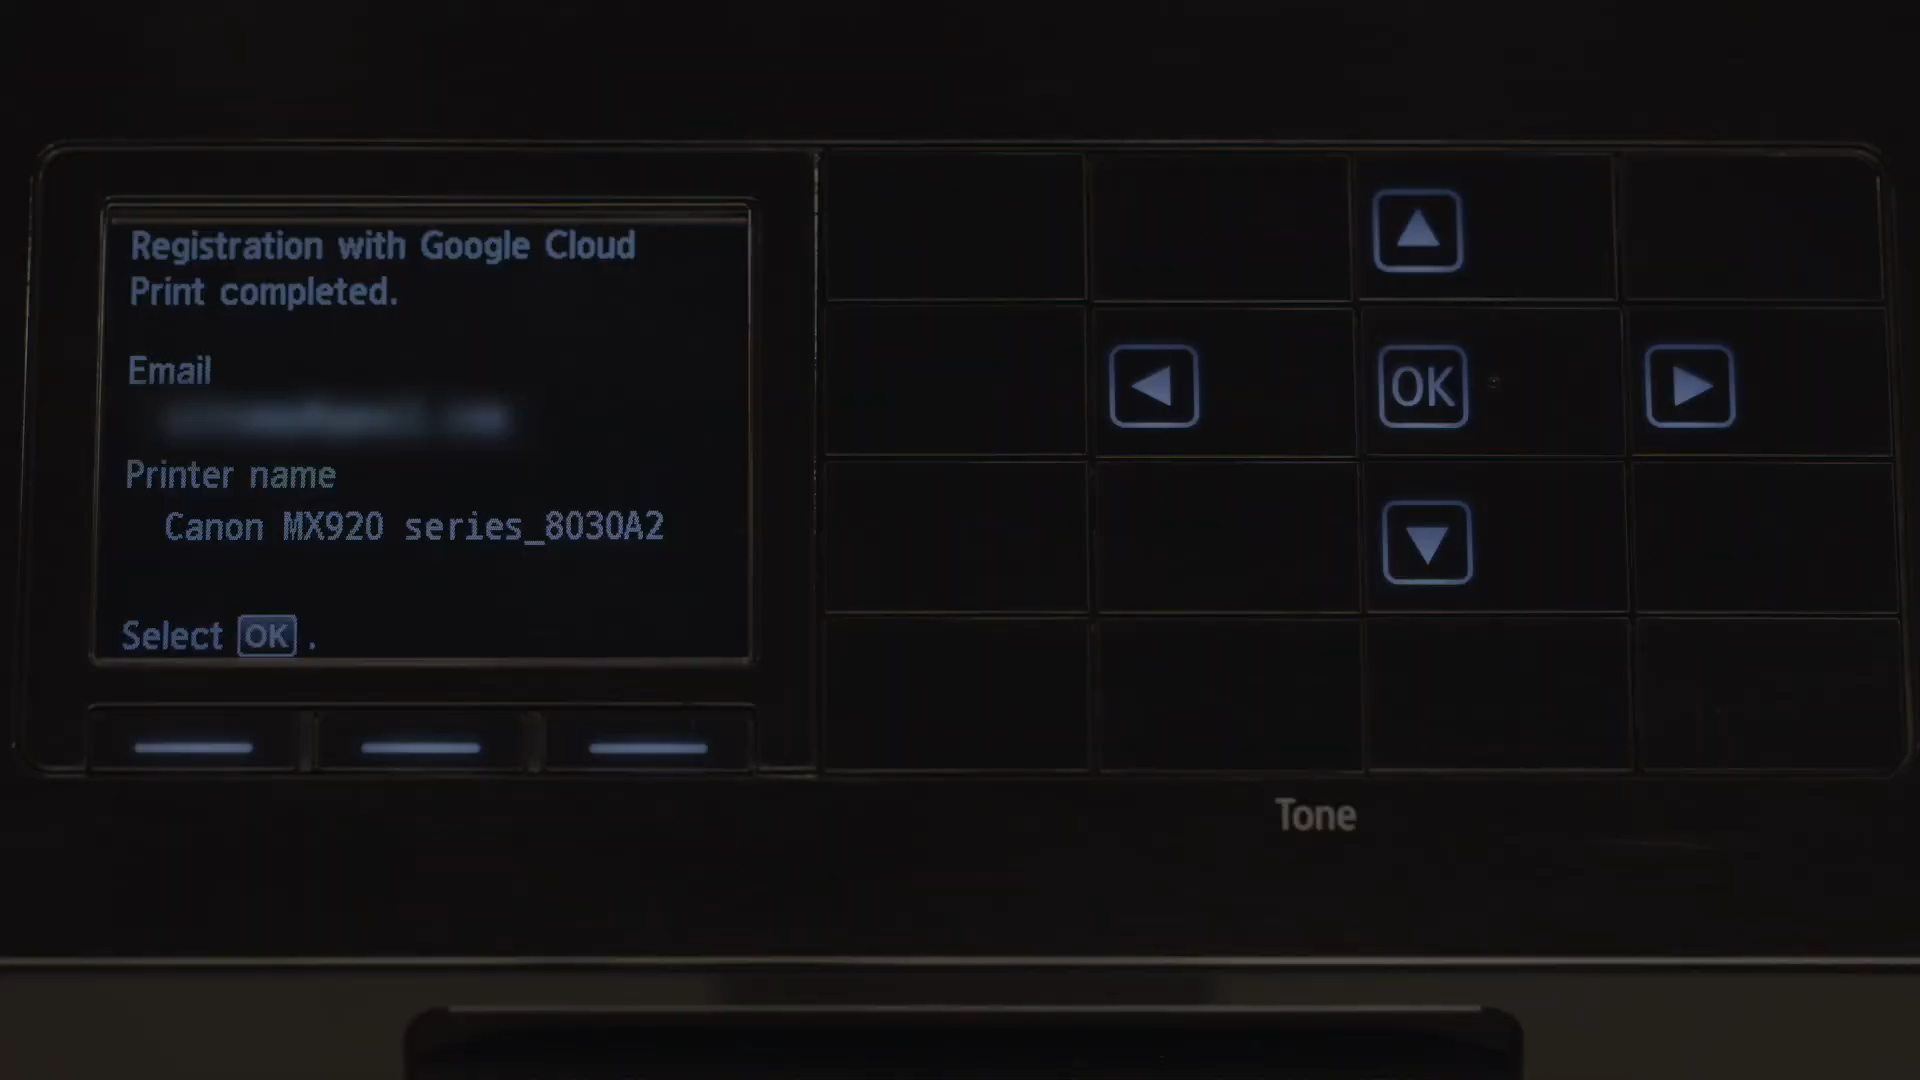 Registration with Google Cloud
Print completed.
Email
Printer name
Canon MX920 series_8030A2
Select OK .
OK
Tone